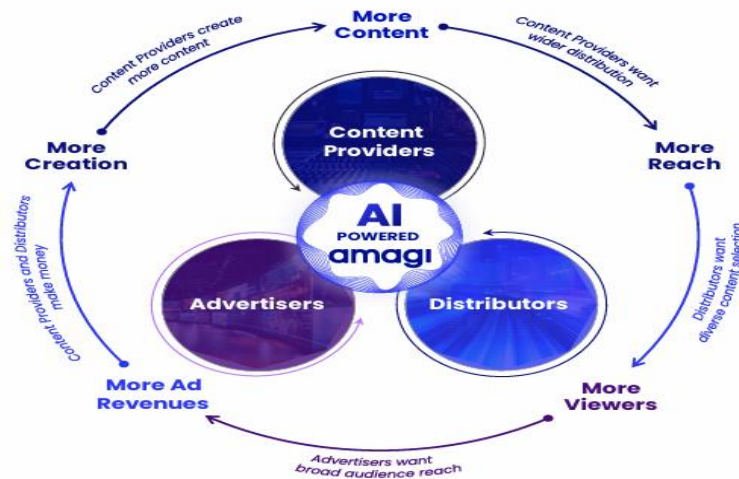 More
Content
Content Providers want
wider distribution
More
Reach
Distributors want
diverse content selection
More
Viewers
Advertisers want
broad audience reach
More Ad
Revenues
Content Providers and Distributors
make money
More
Creation
Content Providers create
more content
Content
Providers
AI
POWERED
amagi
Advertisers
Distributors